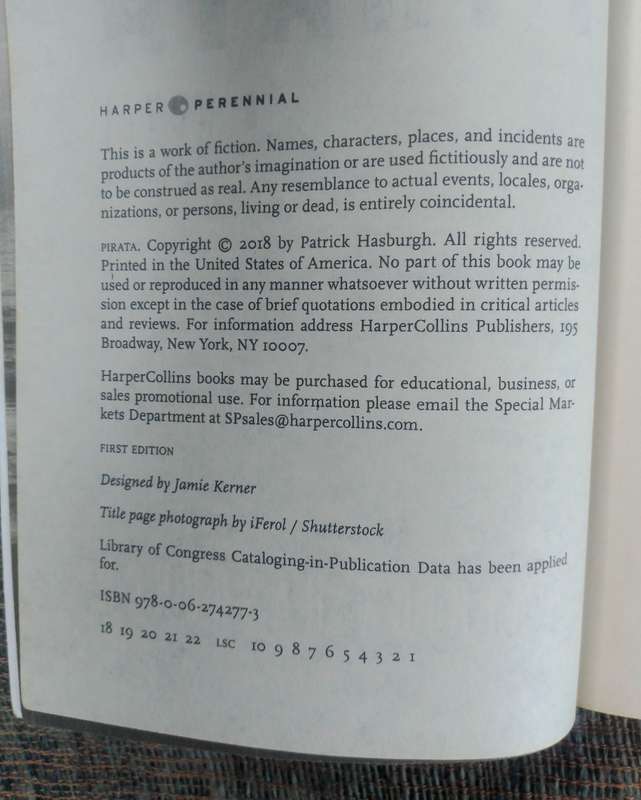 HARPER PERENNIAL
This is a work of fiction. Names, characters, places, and incidents are
products of the author's imagination or are used fictitiously and are not
to be construed as real. Any resemblance to actual events, locales, orga-
nizations, or persons, living or dead, is entirely coincidental.
PIRATA. Copyright © 2018 by Patrick Hasburgh. All rights reserved.
Printed in the United States of America. No part of this book may be
used or reproduced in any manner whatsoever without written permis-
sion except in the case of brief quotations embodied in critical articles
and reviews. For information address HarperCollins Publishers, 195
Broadway, New York, NY 10007.
HarperCollins books may be purchased for educational, business, or
sales promotional use. For information please email the Special Mar-
kets Department at SPsales@harpercollins.com.
FIRST EDITION
Designed by Jamie Kerner
Title page photograph by iFerol / Shutterstock
Library of Congress Cataloging-in-Publication Data has been applied
for.
ISBN 978-0-06-274277-3
18 19 20 21 22 LSC 10 9 8 7 6 5 4 3 2 1